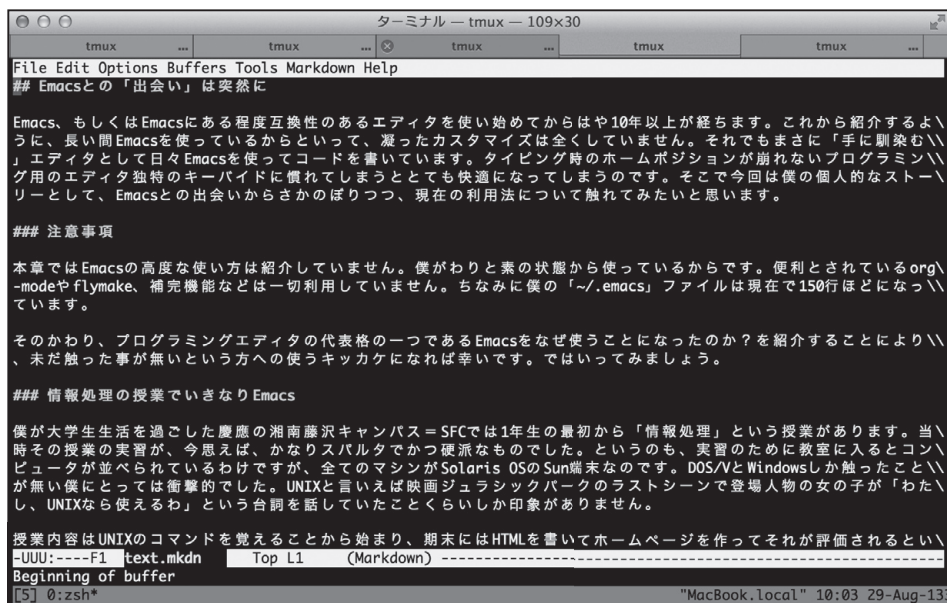 ターミナル — tmux — 109×30
tmux ... tmux ... tmux ... tmux tmux ...
File Edit Options Buffers Tools Markdown Help
## Emacsとの「出会い」は突然に
Emacs、もしくはEmacsにある程度互換性のあるエディタを使い始めてからはや10年以上が経ちます。これから紹介するよ\
うに、長い間Emacsを使っているからといって、凝ったカスタマイズは全くしていません。それでもまさに「手に馴染む\\
」エディタとして日々Emacsを使ってコードを書いています。タイピング時のホームポジションが崩れないプログラミン\\
グ用のエディタ独特のキーバイドに慣れてしまうととても快適になってしまうのです。そこで今回は僕の個人的なストー\
リーとして、Emacsとの出会いからさかのぼりつつ、現在の利用法について触れてみたいと思います。
### 注意事項
本章ではEmacsの高度な使い方は紹介していません。僕がわりと素の状態から使っているからです。便利とされているorg\
-modeやflymake、補完機能などは一切利用していません。ちなみに僕の「~/.emacs」ファイルは現在で150行ほどになっ\\
ています。
そのかわり、プログラミングエディタの代表格の一つであるEmacsをなぜ使うことになったのか？を紹介することにより\\
、未だ触った事が無いという方への使うキッカケになれば幸いです。ではいってみましょう。
### 情報処理の授業でいきなりEmacs
僕が大学生生活を過ごした慶應の湘南藤沢キャンパス＝SFCでは1年生の最初から「情報処理」という授業があります。当\
時その授業の実習が、今思えば、かなりスパルタでかつ硬派なものでした。というのも、実習のために教室に入るとコン\
ピュータが並べられているわけですが、全てのマシンがSolaris OSのSun端末なのです。DOS/VとWindowsしか触ったこと\\
が無い僕にとっては衝撃的でした。UNIXと言いえば映画ジュラシックパークのラストシーンで登場人物の女の子が「わた\
し、UNIXなら使えるわ」という台詞を話していたことくらいしか印象がありません。
授業内容はUNIXのコマンドを覚えることから始まり、期末にはHTMLを書いてホームページを作ってそれが評価されるとい\
-UUU:----F1 text.mkdn Top L1 (Markdown) ----------------------------------------------------------
Beginning of buffer
[5] 0:zsh* "MacBook.local" 10:03 29-Aug-13